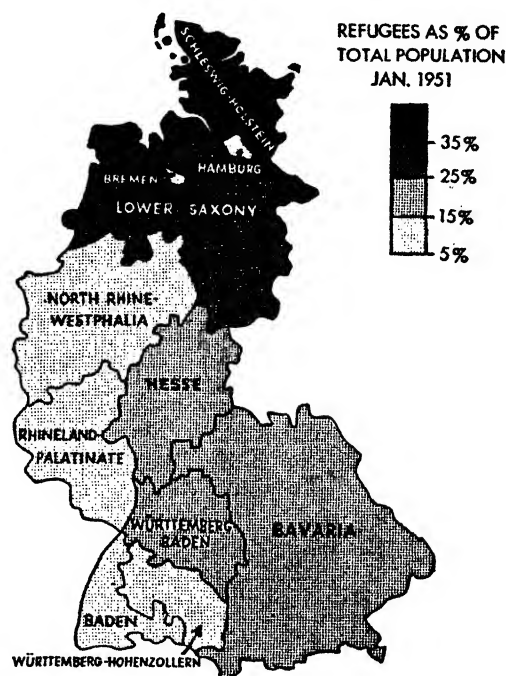 REFUGEES AS % OF
TOTAL POPULATION
JAN. 1951
35%
25%
15%
5%
SCHLESWIG-HOLSTEIN
HAMBURG
BREMEN
LOWER SAXONY
NORTH RHINE-
WESTPHALIA
HESSE
RHINELAND-
PALATINATE
WÜRTTEMBERG
BADEN
BAVARIA
BADEN
WÜRTTEMBERG-HOHENZOLLERN